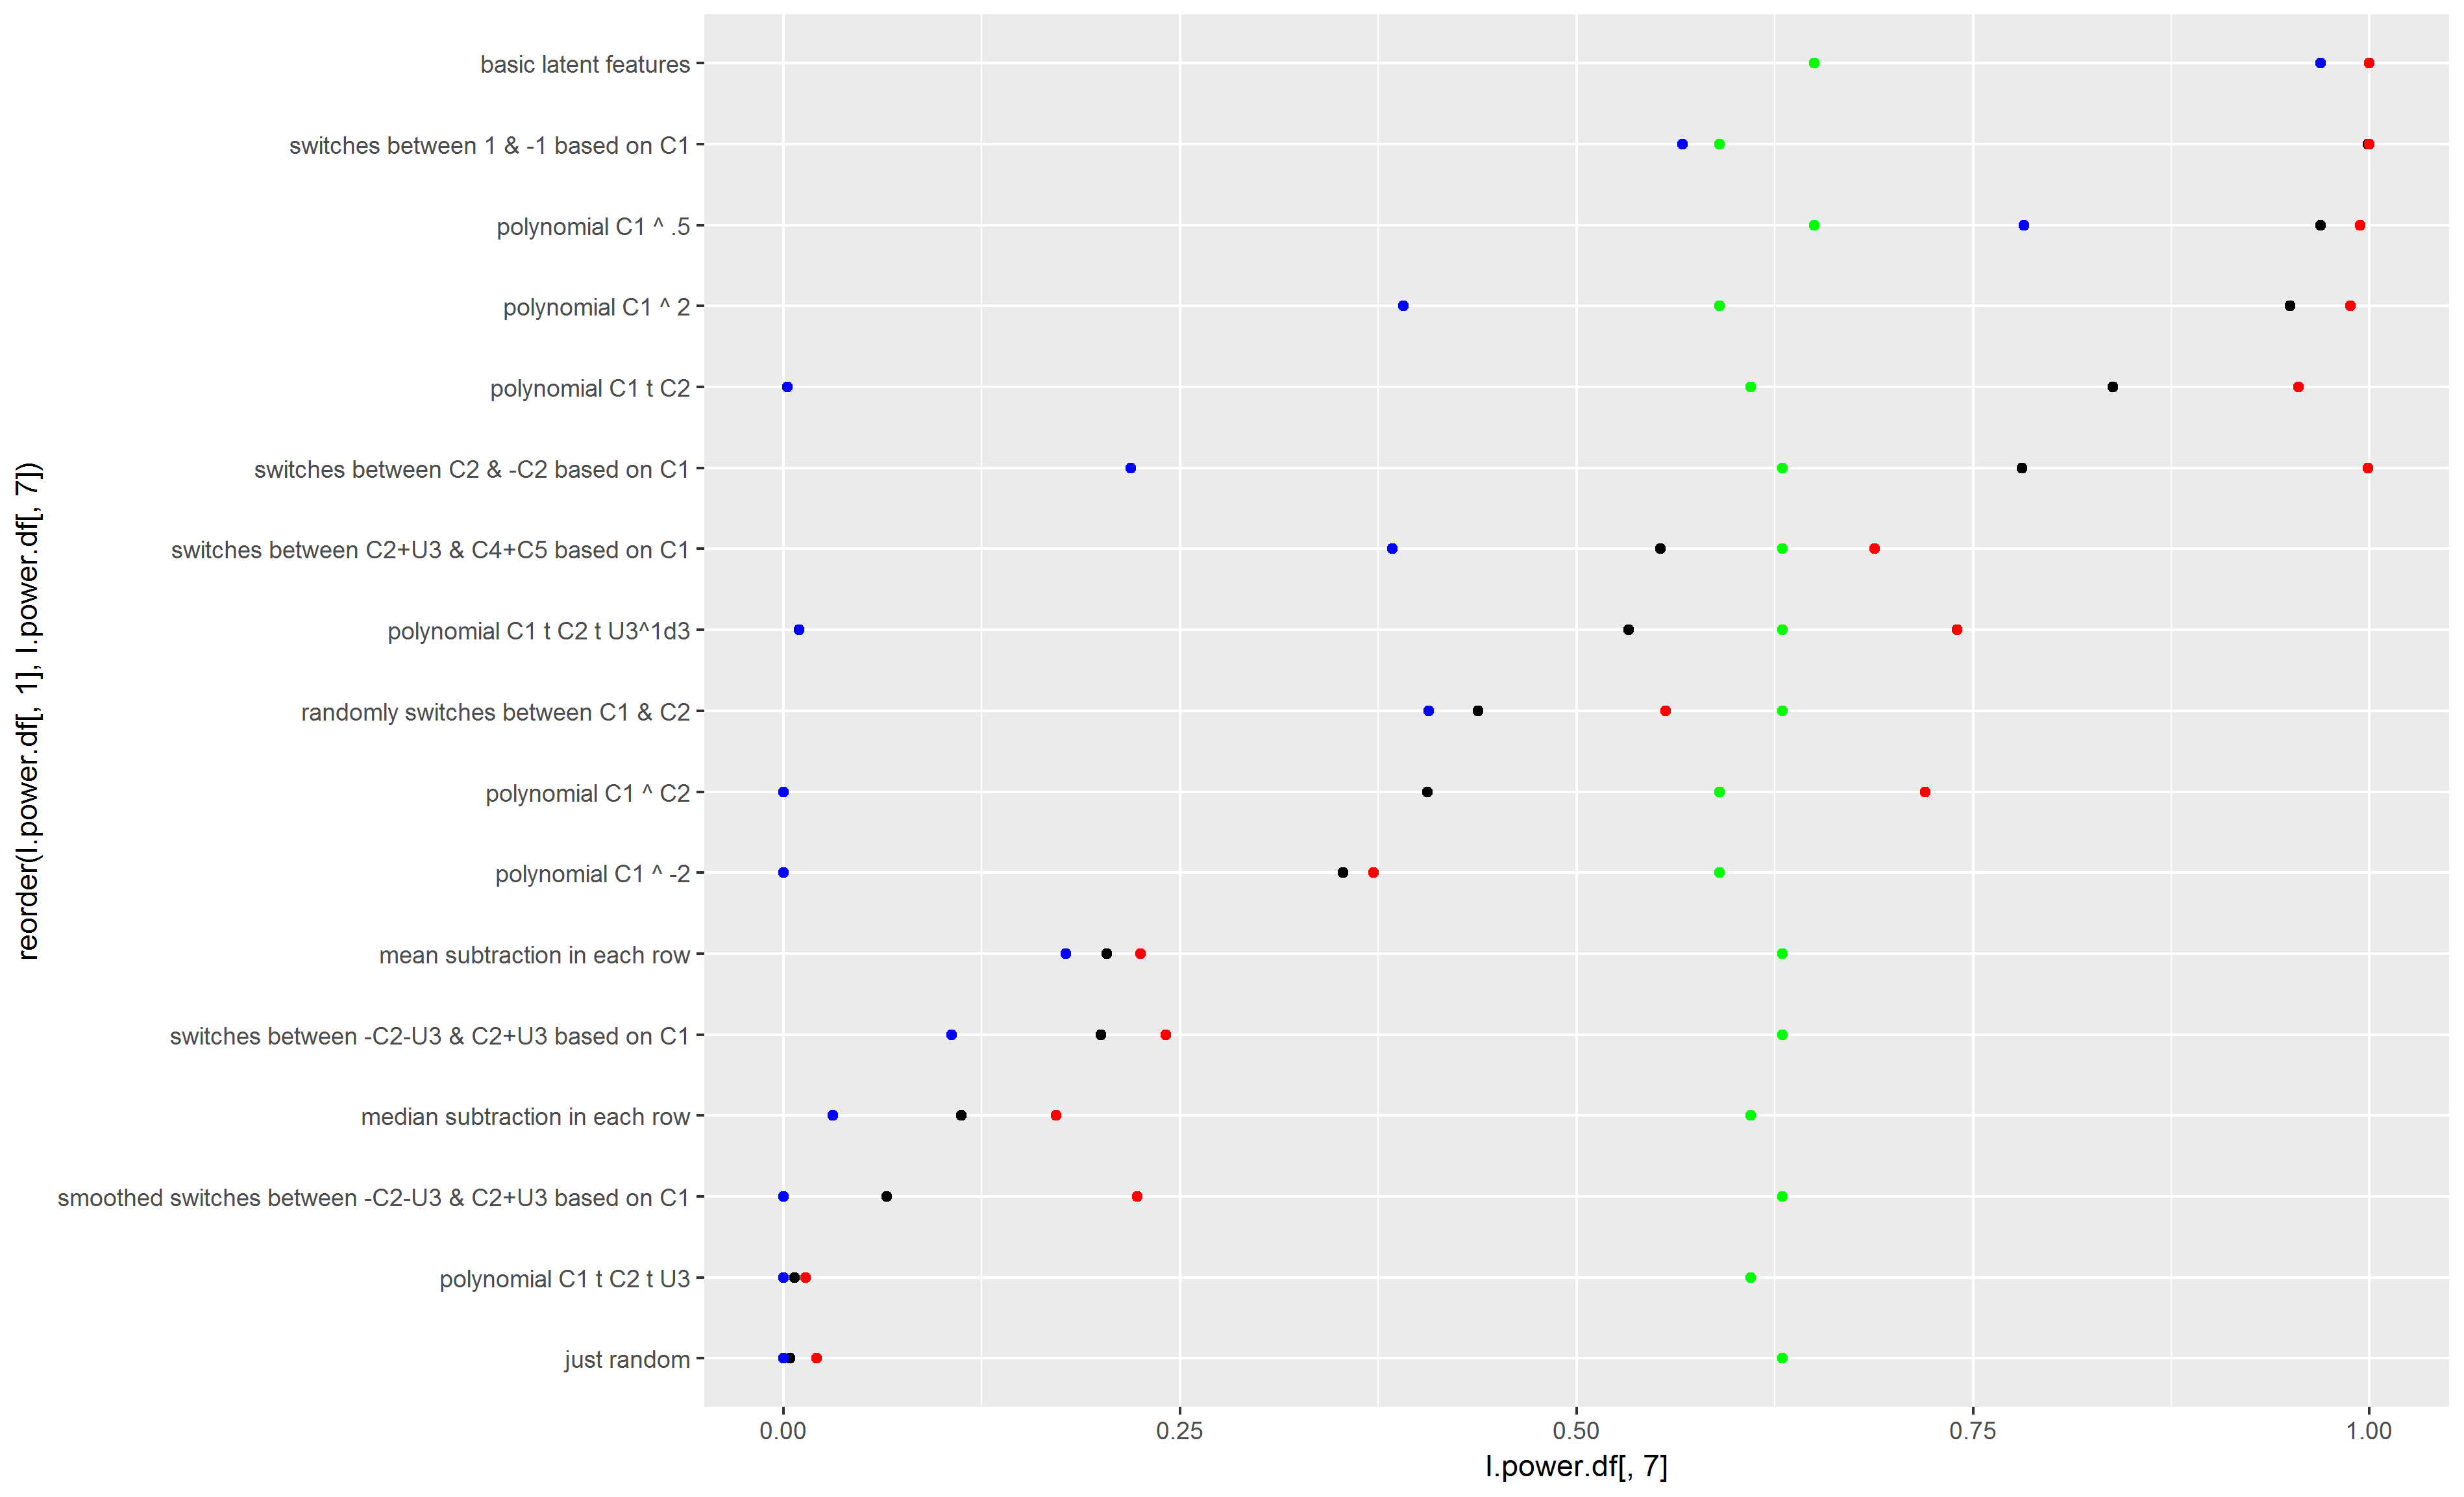 basic latent features
switches between 1 & -1 based on C1
polynomial C1 ^ .5
polynomial C1 ^ 2
polynomial C1 t C2
switches between C2 & -C2 based on C1
switches between C2+U3 & C4+C5 based on C1
polynomial C1 t C2 t U3^1d3
randomly switches between C1 & C2
polynomial C1 ^ C2
polynomial C1 ^ -2
mean subtraction in each row
switches between -C2-U3 & C2+U3 based on C1
median subtraction in each row
smoothed switches between -C2-U3 & C2+U3 based on C1
polynomial C1 t C2 t U3
just random
reorder(l.power.df[, 1], l.power.df[, 7])
0.00 0.25 0.50 0.75 1.00
l.power.df[, 7]